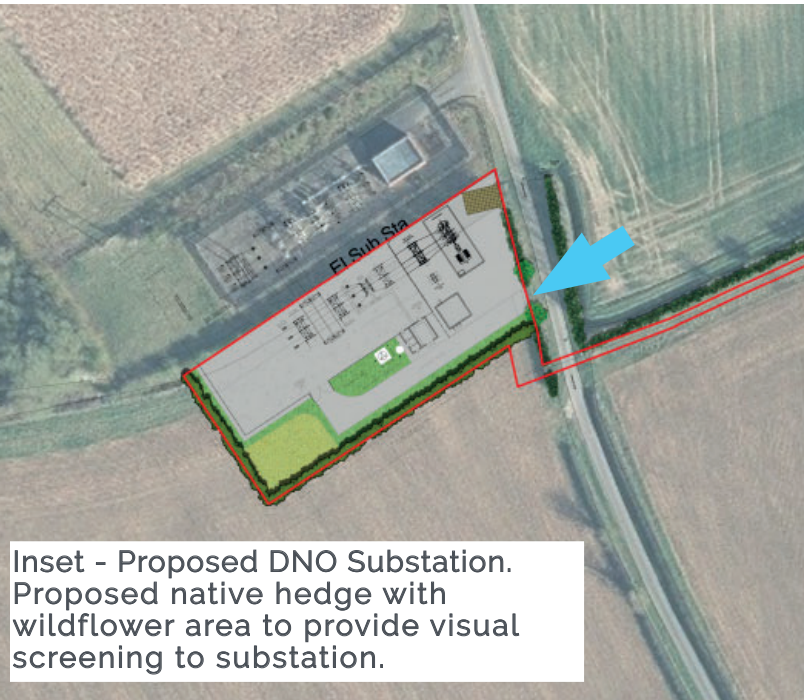 El Sub Sta
Inset - Proposed DNO Substation.
Proposed native hedge with
wildflower area to provide visual
screening to substation.